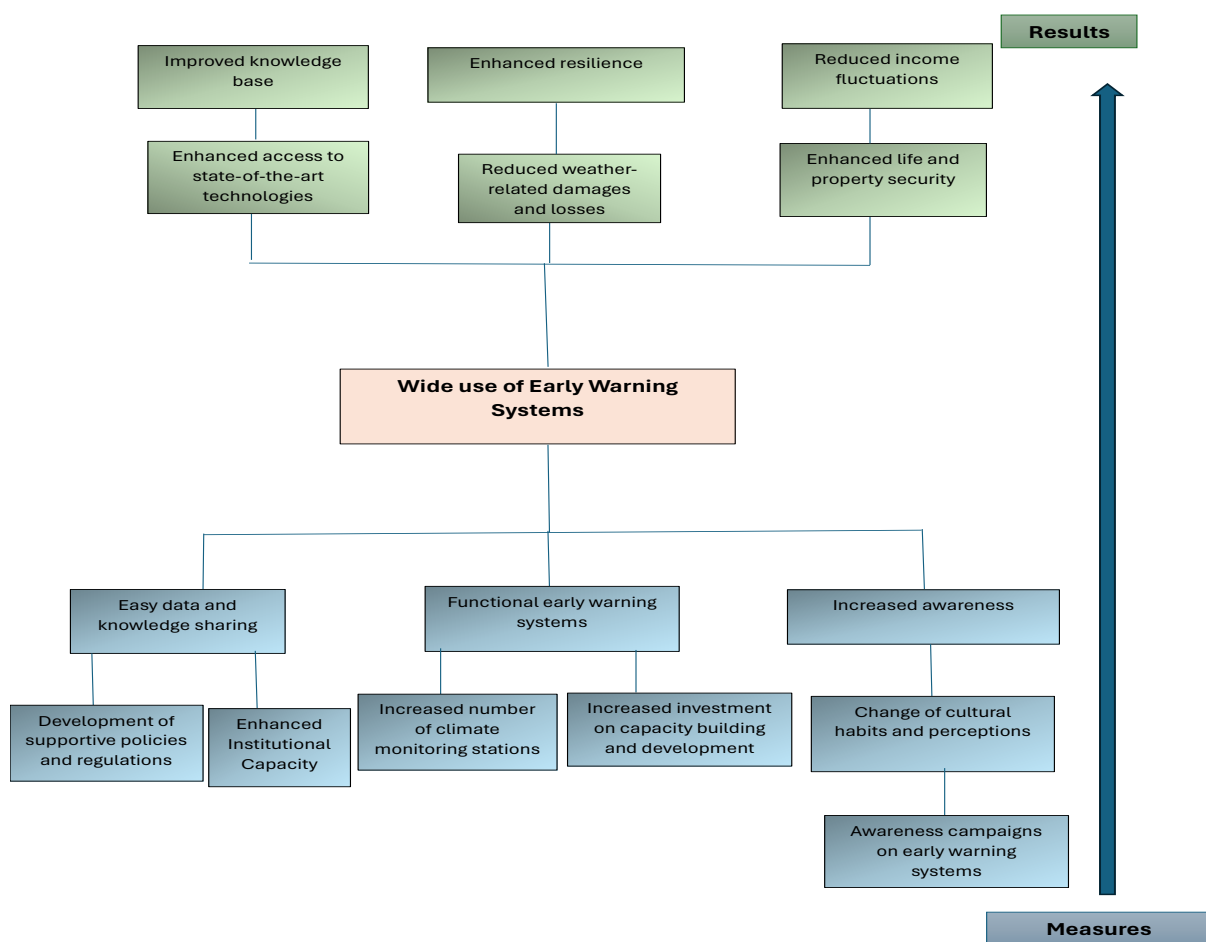 Results
Improved knowledge
base
Enhanced resilience
Reduced income
fluctuations
Enhanced access to
state-of-the-art
technologies
Reduced weather-
related damages
and losses
Enhanced life and
property security
Wide use of Early Warning
Systems
Easy data and
knowledge sharing
Functional early warning
systems
Increased awareness
Development of
supportive policies
and regulations
Enhanced
Institutional
Capacity
Increased number
of climate
monitoring stations
Increased investment
on capacity building
and development
Change of cultural
habits and perceptions
Awareness campaigns
on early warning
systems
Measures